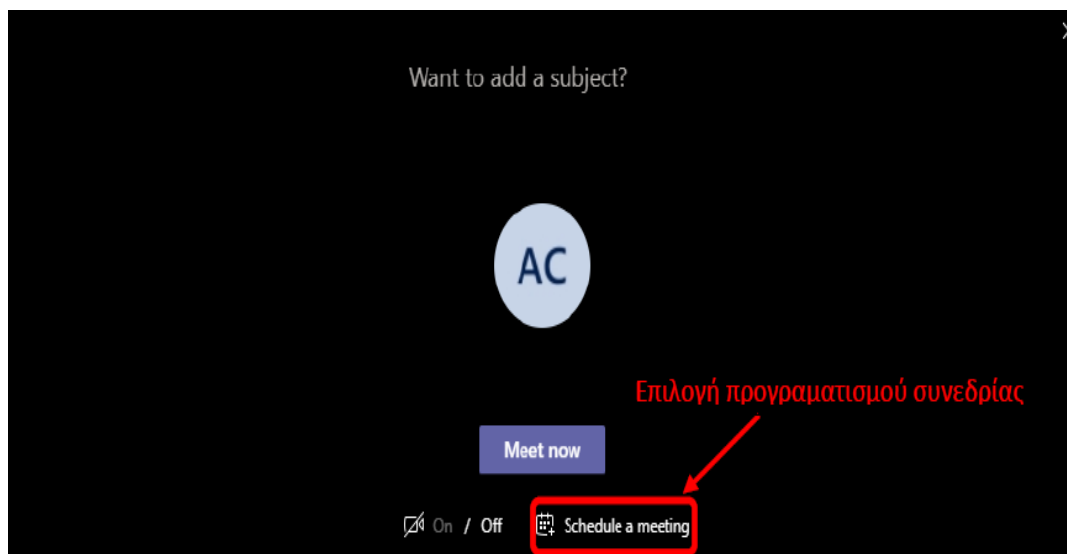 Want to add a subject?
AC
Επιλογή προγραματισμού συνεδρίας
Meet now
On / Off
Schedule a meeting